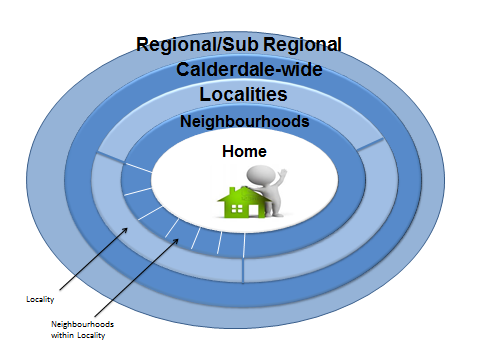 Regional/Sub Regional
Calderdale-wide
Localities
Neighbourhoods
Home
Locality
Neighbourhoods
within Locality